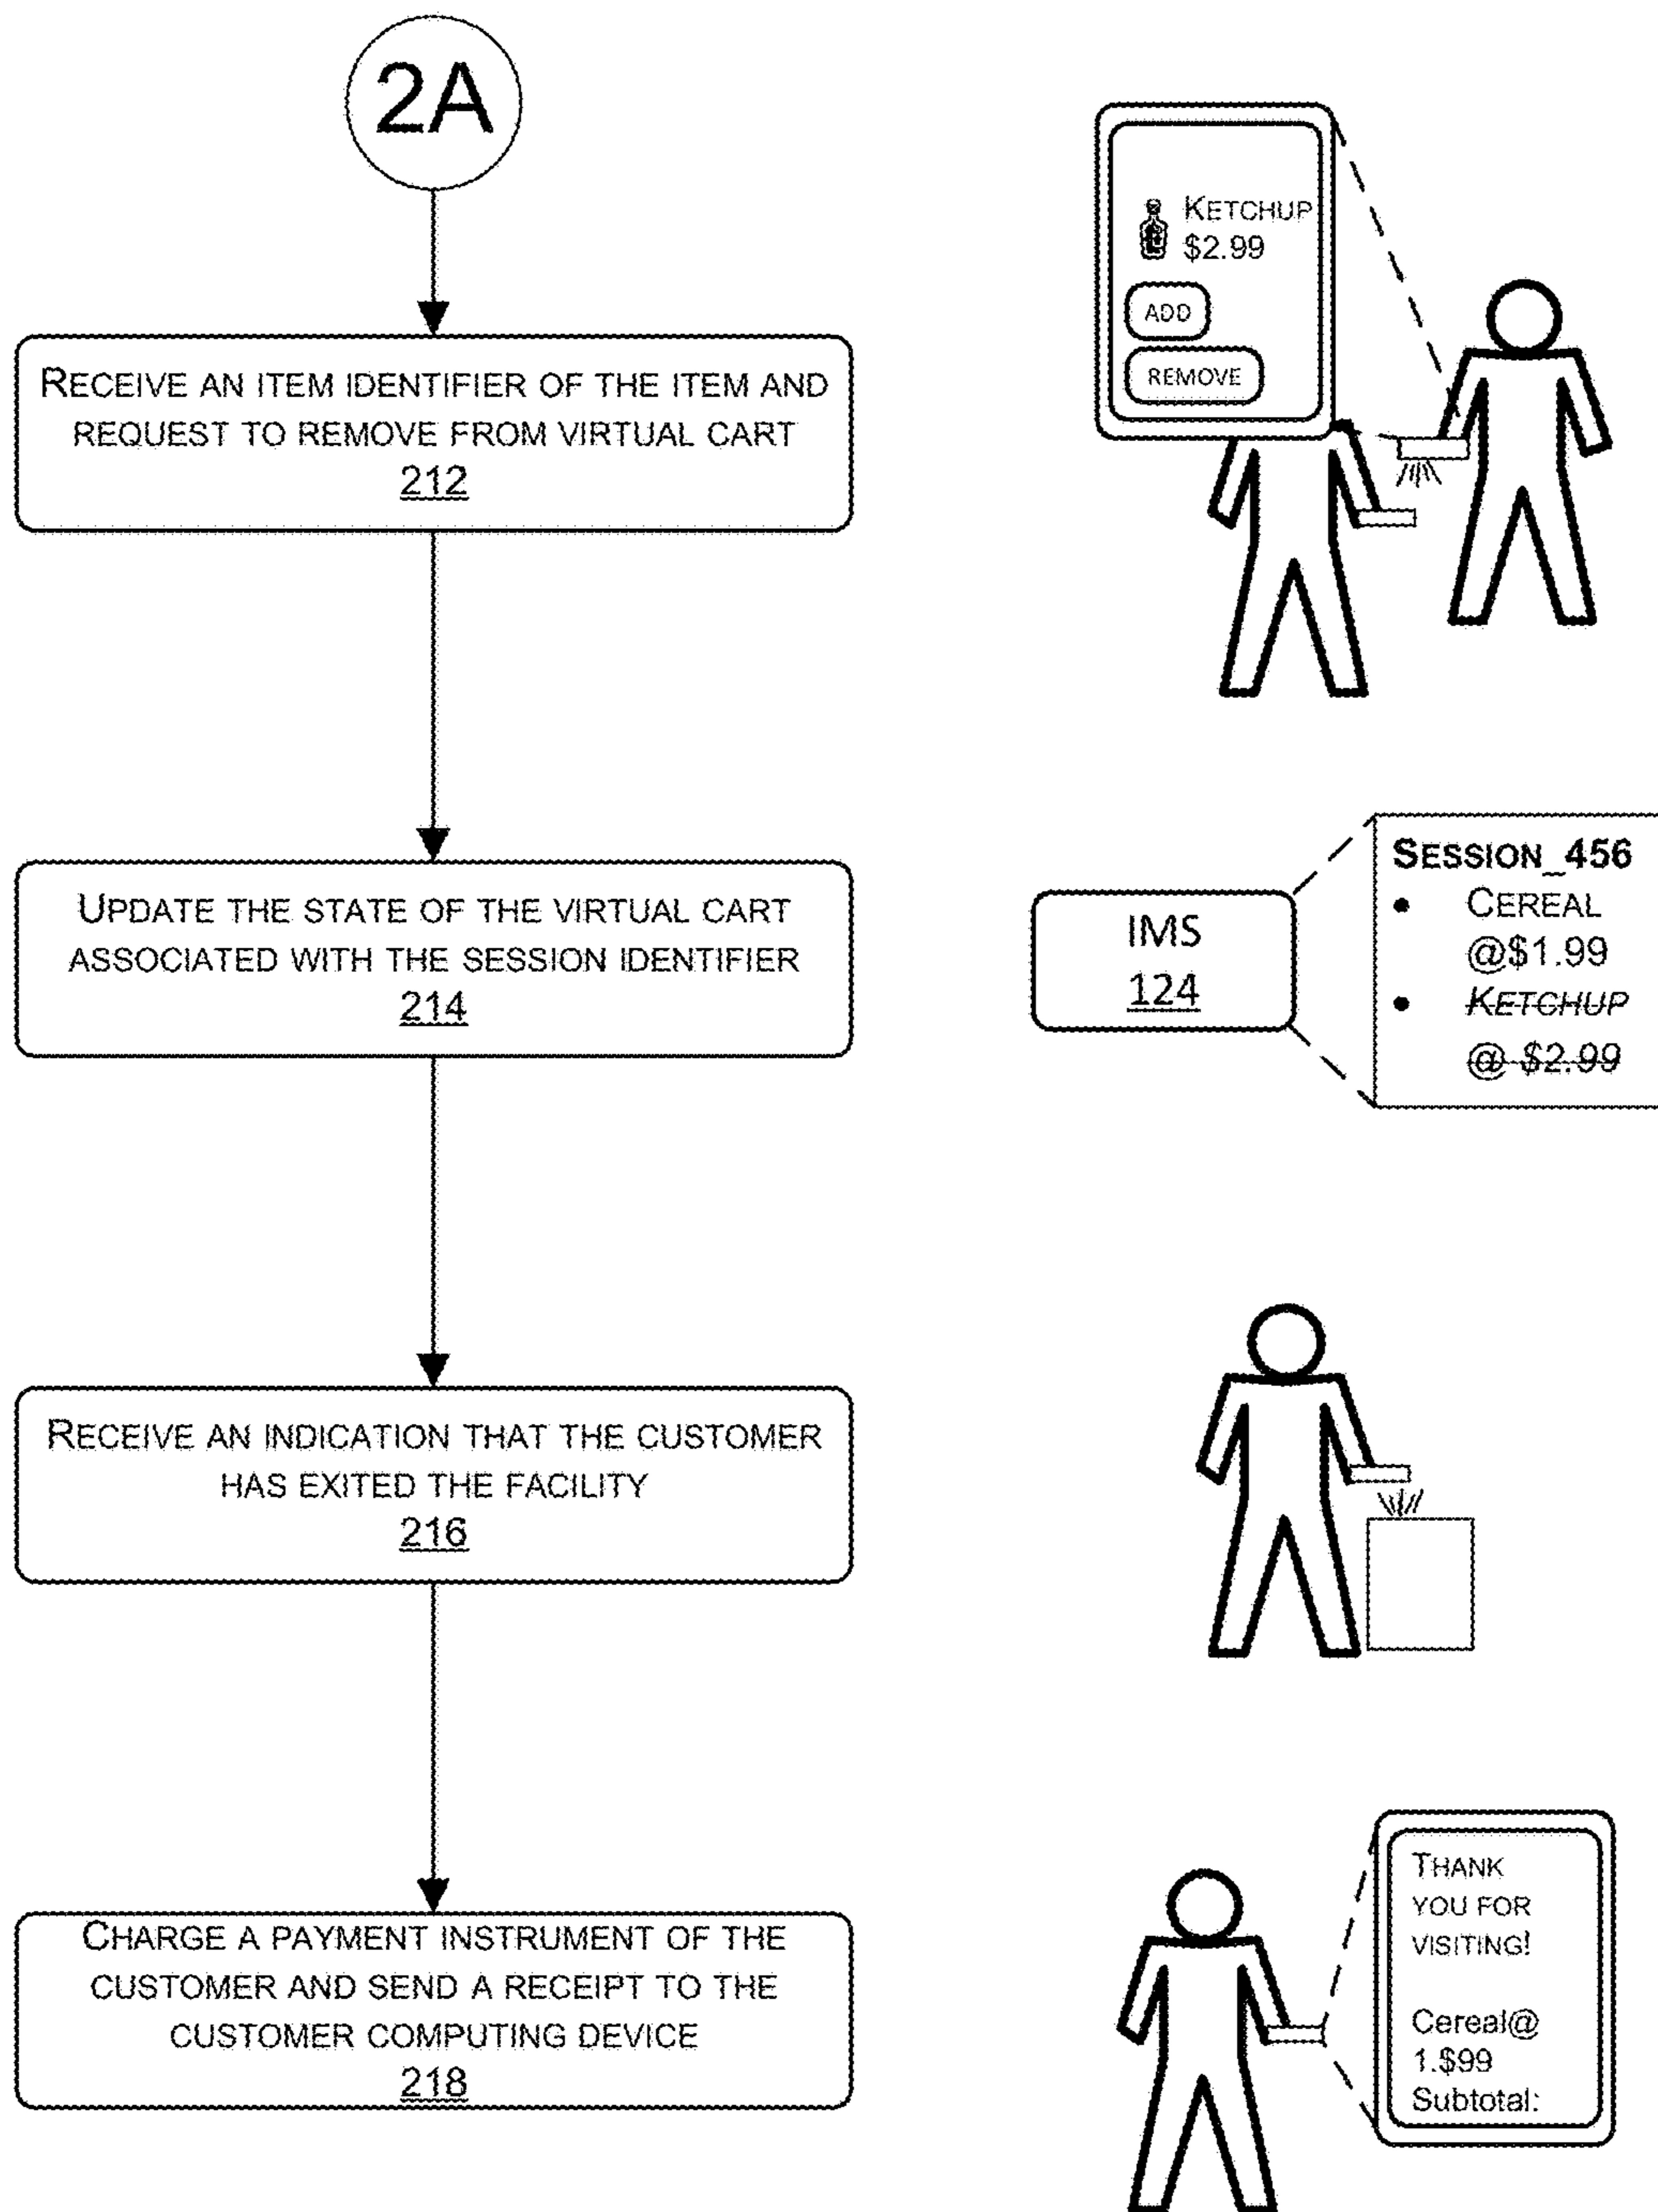 2A
RECEIVE AN ITEM IDENTIFIER OF THE ITEM AND
REQUEST TO REMOVE FROM VIRTUAL CART
212
KETCHUP
$2.99
ADD
REMOVE
UPDATE THE STATE OF THE VIRTUAL CART
ASSOCIATED WITH THE SESSION IDENTIFIER
214
IMS
124
SESSION_456
• CEREAL
@$1.99
• KETCHUP
@ $2.99
RECEIVE AN INDICATION THAT THE CUSTOMER
HAS EXITED THE FACILITY
216
CHARGE A PAYMENT INSTRUMENT OF THE
CUSTOMER AND SEND A RECEIPT TO THE
CUSTOMER COMPUTING DEVICE
218
THANK
YOU FOR
VISITING!
Cereal@
1.$99
Subtotal: